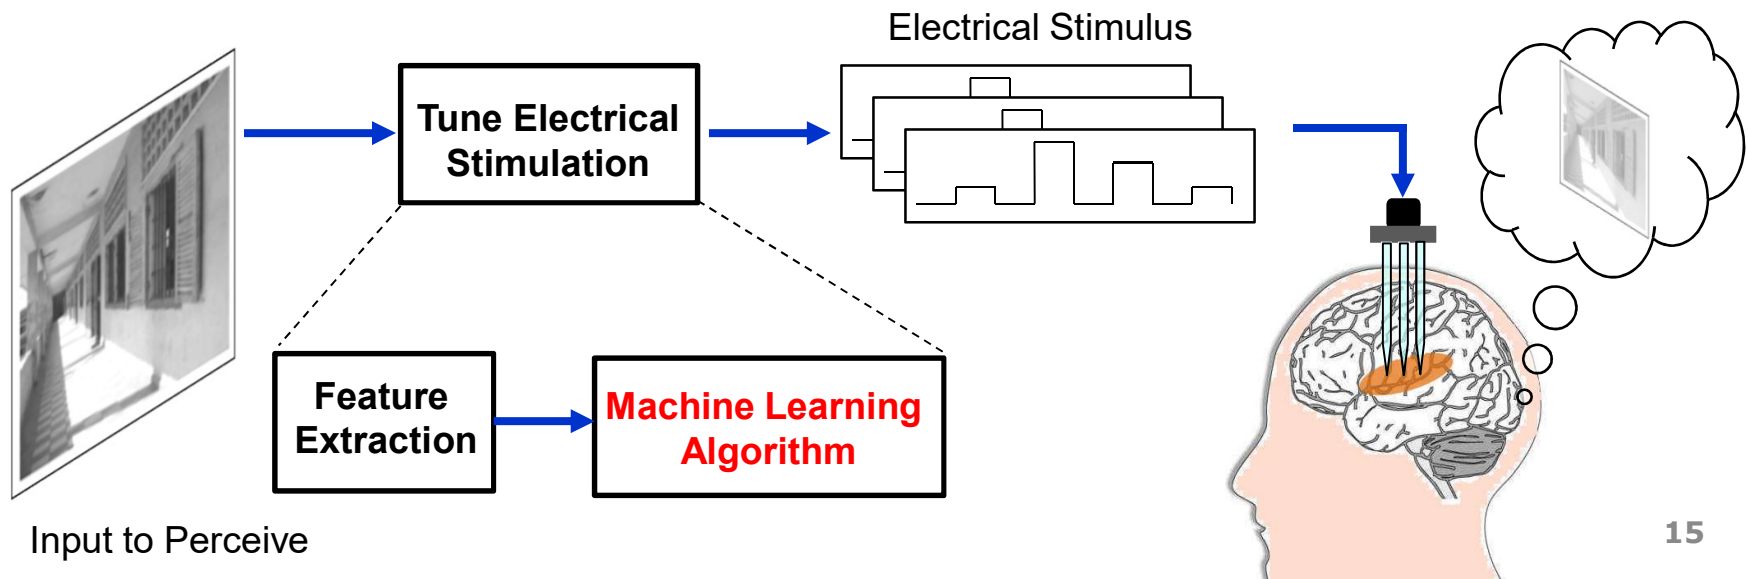 Electrical Stimulus
Tune Electrical
Stimulation
Feature
Extraction
Machine Learning
Algorithm
Input to Perceive
15